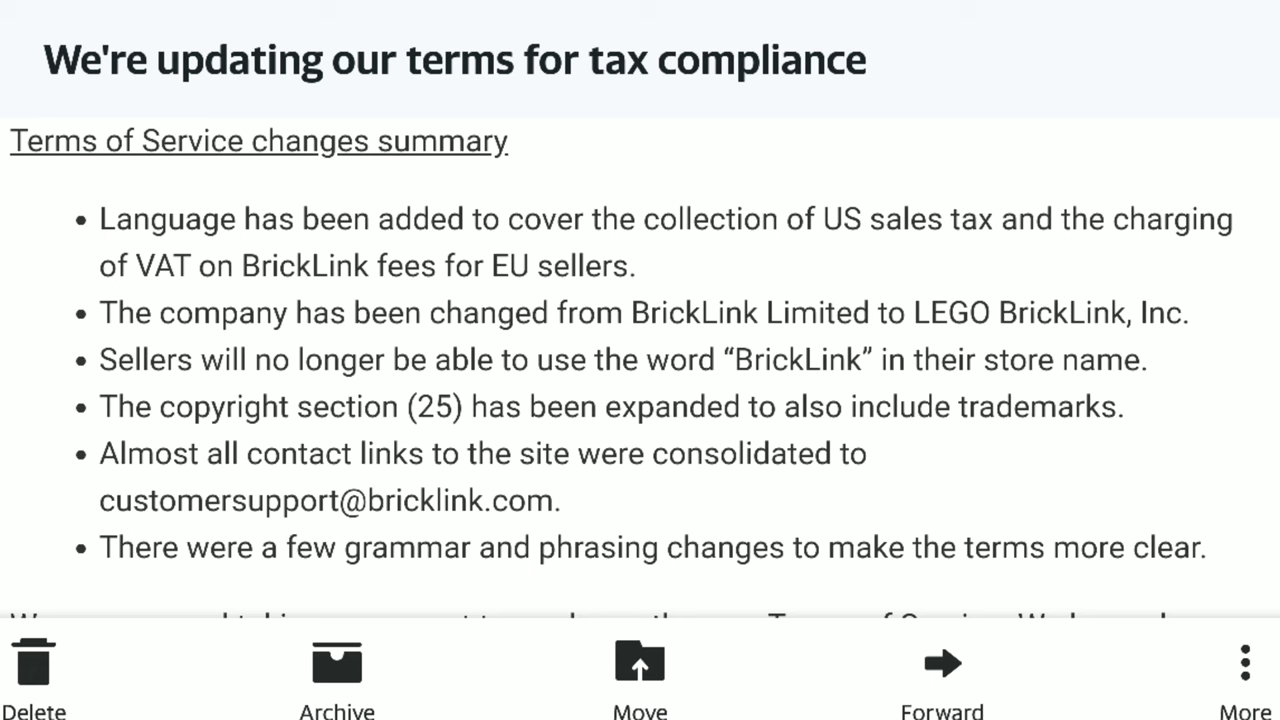 We're updating our terms for tax compliance
Terms of Service changes summary
• Language has been added to cover the collection of US sales tax and the charging
of VAT on BrickLink fees for EU sellers.
• The company has been changed from BrickLink Limited to LEGO BrickLink, Inc.
• Sellers will no longer be able to use the word “BrickLink” in their store name.
• The copyright section (25) has been expanded to also include trademarks.
• Almost all contact links to the site were consolidated to
customersupport@bricklink.com.
• There were a few grammar and phrasing changes to make the terms more clear.
Delete Archive Move Forward More